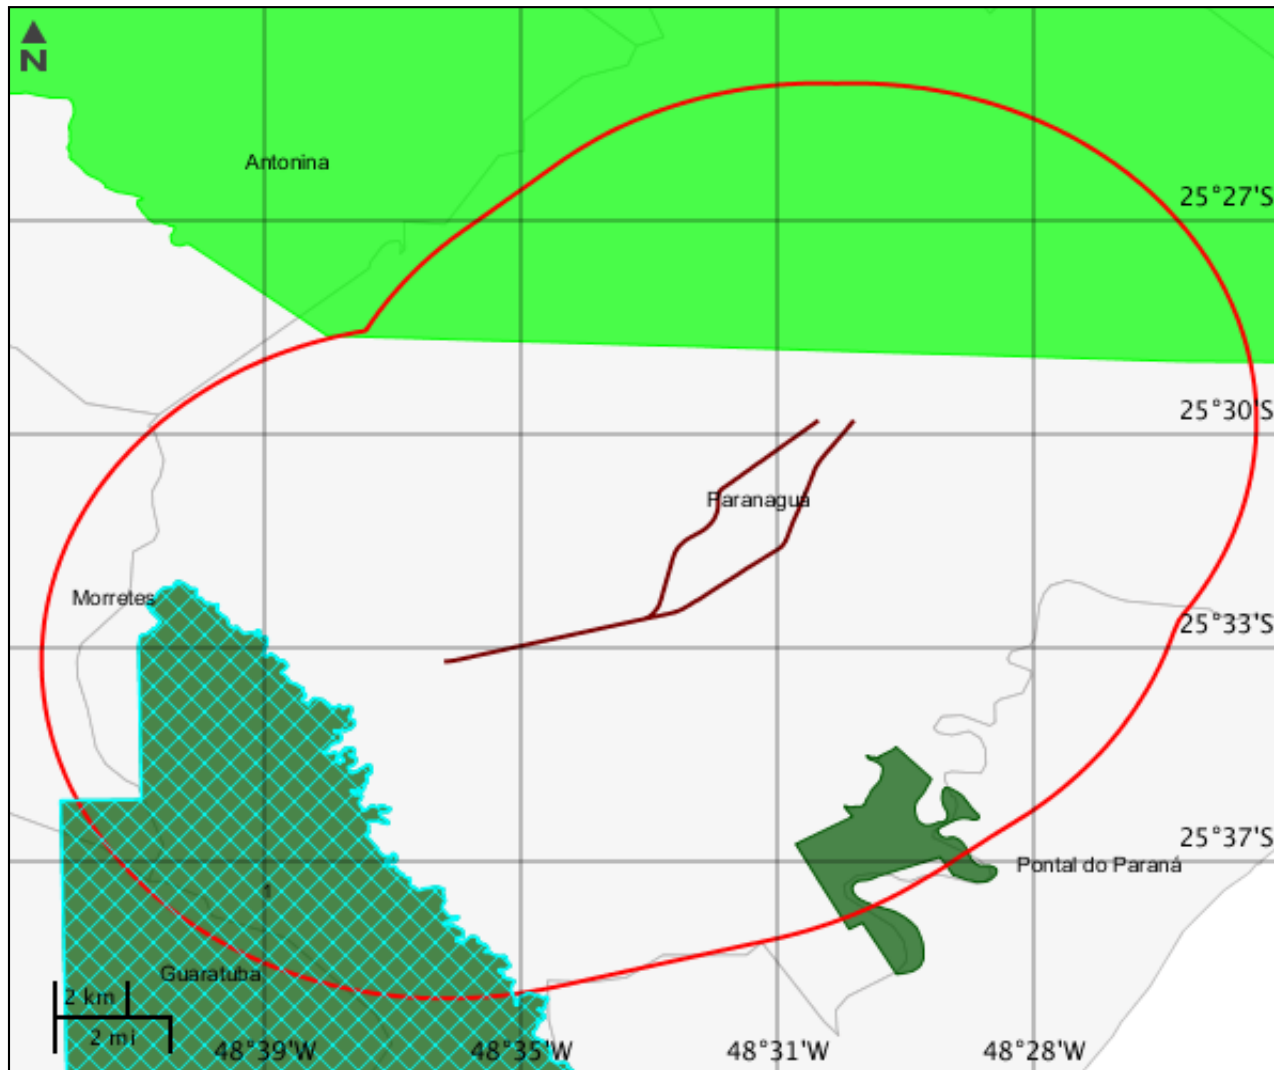 N
Antonina
25°27'S
25°30'S
Paranaguá
Morretes
25°33'S
25°37'S
Pontal do Paraná
Guaratuba
2 km
2 mi
48°39'W
48°35'W
48°31'W
48°28'W